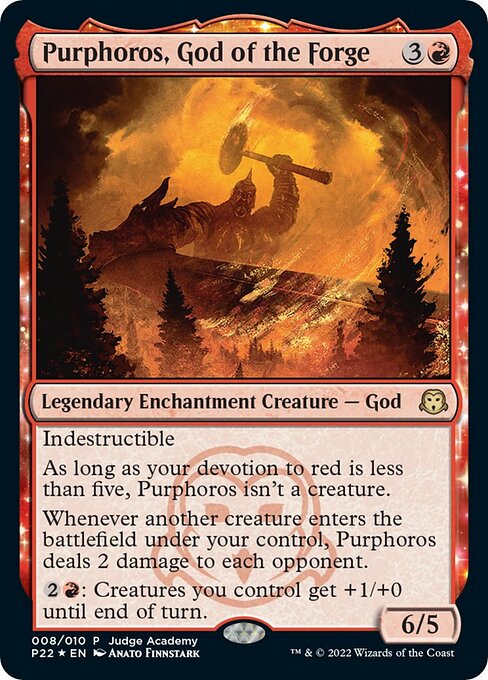 Purphoros, God of the Forge 3
Legendary Enchantment Creature — God
Indestructible
As long as your devotion to red is less
than five, Purphoros isn't a creature.
Whenever another creature enters the
battlefield under your control, Purphoros
deals 2 damage to each opponent.
2 : Creatures you control get +1/+0
until end of turn.
6/5
008/010 P Judge Academy
P22 ★ EN Anato Finnstark
™ & © 2022 Wizards of the Coast